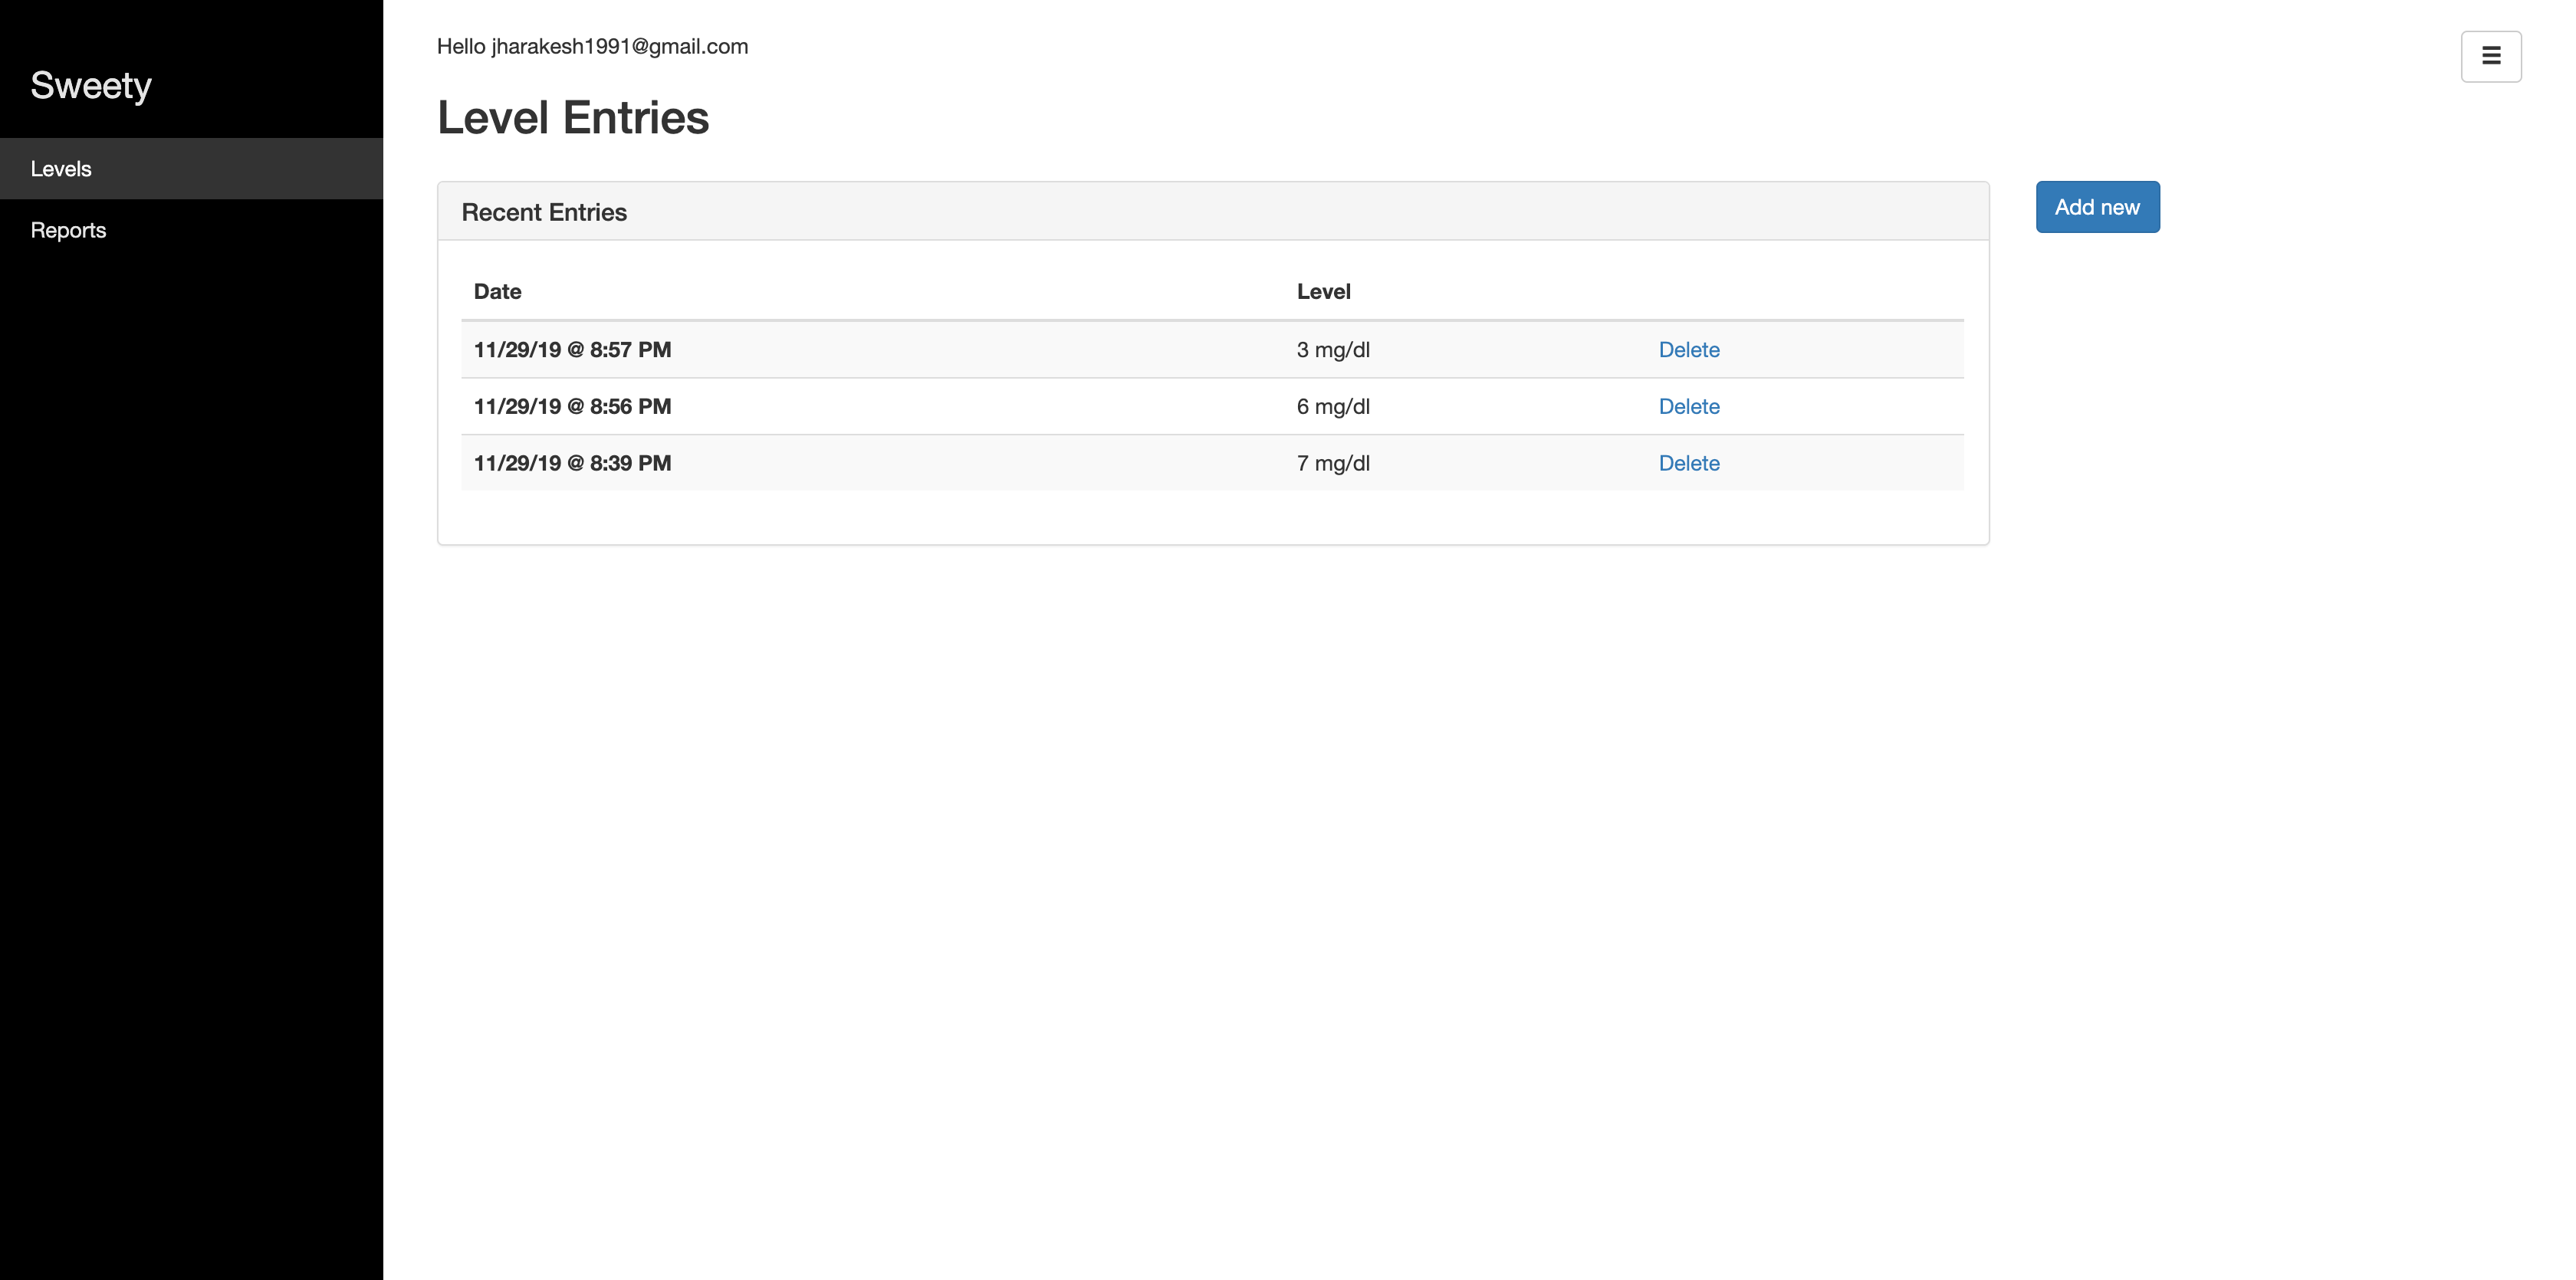 Sweety
Levels
Reports
Hello jharakesh1991@gmail.com
Level Entries
Recent Entries
Add new
Date Level
11/29/19 @ 8:57 PM 3 mg/dl Delete
11/29/19 @ 8:56 PM 6 mg/dl Delete
11/29/19 @ 8:39 PM 7 mg/dl Delete